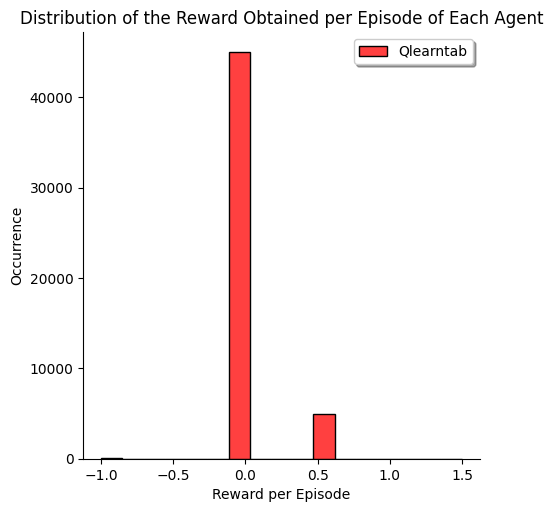 Distribution of the Reward Obtained per Episode of Each Agent
Qlearntab
40000
30000
20000
10000
0
Occurrence
−1.0 −0.5 0.0 0.5 1.0 1.5
Reward per Episode